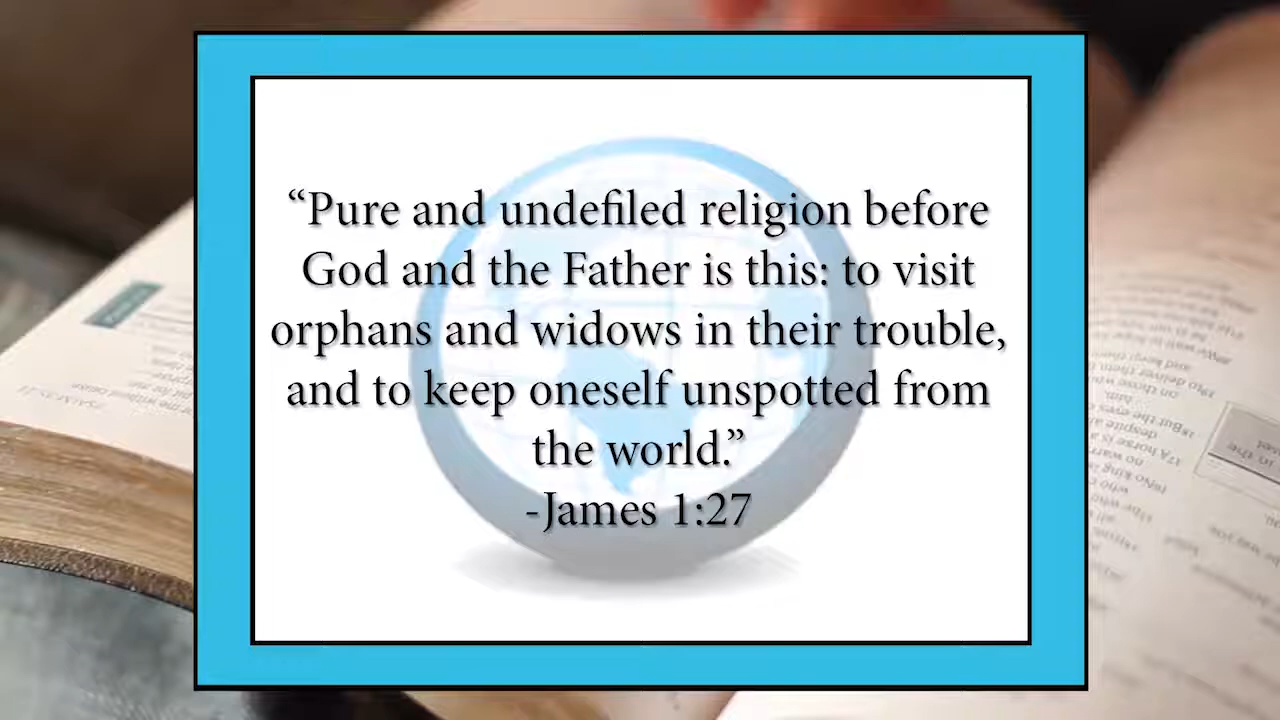 “Pure and undefiled religion before
God and the Father is this: to visit
orphans and widows in their trouble,
and to keep oneself unspotted from
the world.”
-James 1:27